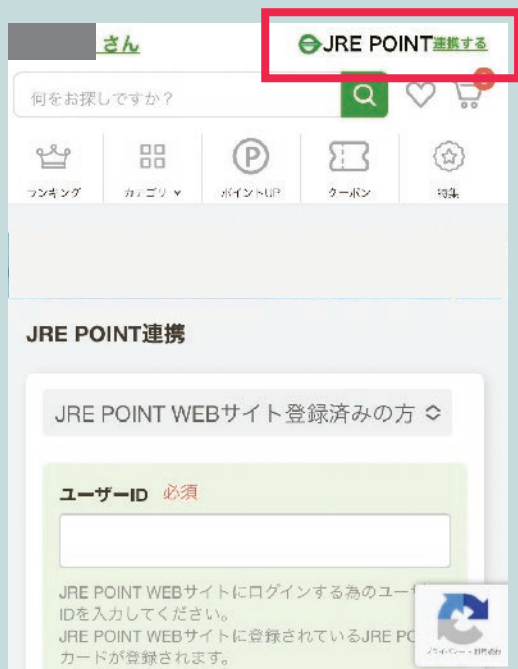 さん
JRE POINT連携する
何をお探しですか？
ランキング
カテゴリ
ポイントUP
クーポン
特集
JRE POINT連携
JRE POINT WEBサイト登録済みの方
ユーザーID 必須
JRE POINT WEBサイトにログインする為のユー
IDを入力してください。
JRE POINT WEBサイトに登録されているJRE PO
カードが登録されます。